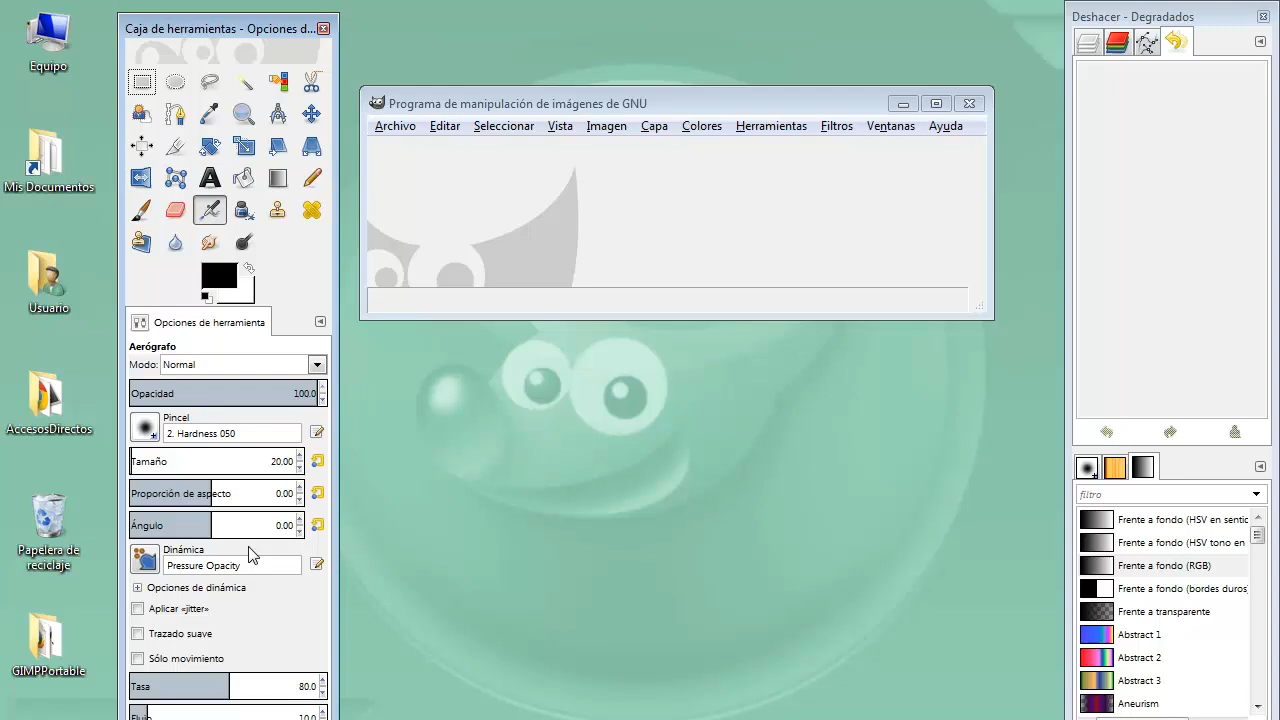 Equipo
Mis Documentos
Usuario
AccesosDirectos
Papelera de
reciclaje
GIMPPortable
Caja de herramientas - Opciones d...
Opciones de herramienta
Aerógrafo
Modo: Normal
Opacidad 100.0
Pincel
2. Hardness 050
Tamaño 20.00
Proporción de aspecto 0.00
Ángulo 0.00
Dinámica
Pressure Opacity
Opciones de dinámica
Aplicar «jitter»
Trazado suave
Sólo movimiento
Tasa 80.0
Flujo 10.0
Programa de manipulación de imágenes de GNU
Archivo Editar Seleccionar Vista Imagen Capa Colores Herramientas Filtros Ventanas Ayuda
Deshacer - Degradados
filtro
Frente a fondo (HSV en sentic
Frente a fondo (HSV tono en
Frente a fondo (RGB)
Frente a fondo (bordes duros)
Frente a transparente
Abstract 1
Abstract 2
Abstract 3
Aneurism